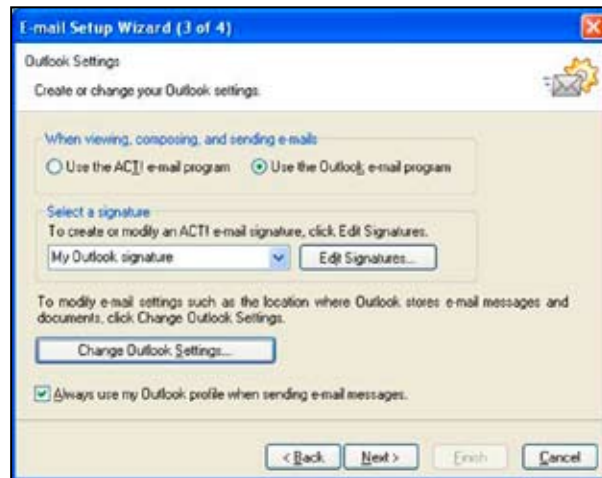 E-mail Setup Wizard (3 of 4)
Outlook Settings
Create or change your Outlook settings.
When viewing, composing, and sending e-mails
Use the ACT! e-mail program
Use the Outlook e-mail program
Select a signature
To create or modify an ACT! e-mail signature, click Edit Signatures.
My Outlook signature
Edit Signatures...
To modify e-mail settings such as the location where Outlook stores e-mail messages and
documents, click Change Outlook Settings.
Change Outlook Settings...
Always use my Outlook profile when sending e-mail messages.
< Back
Next >
Finish
Cancel